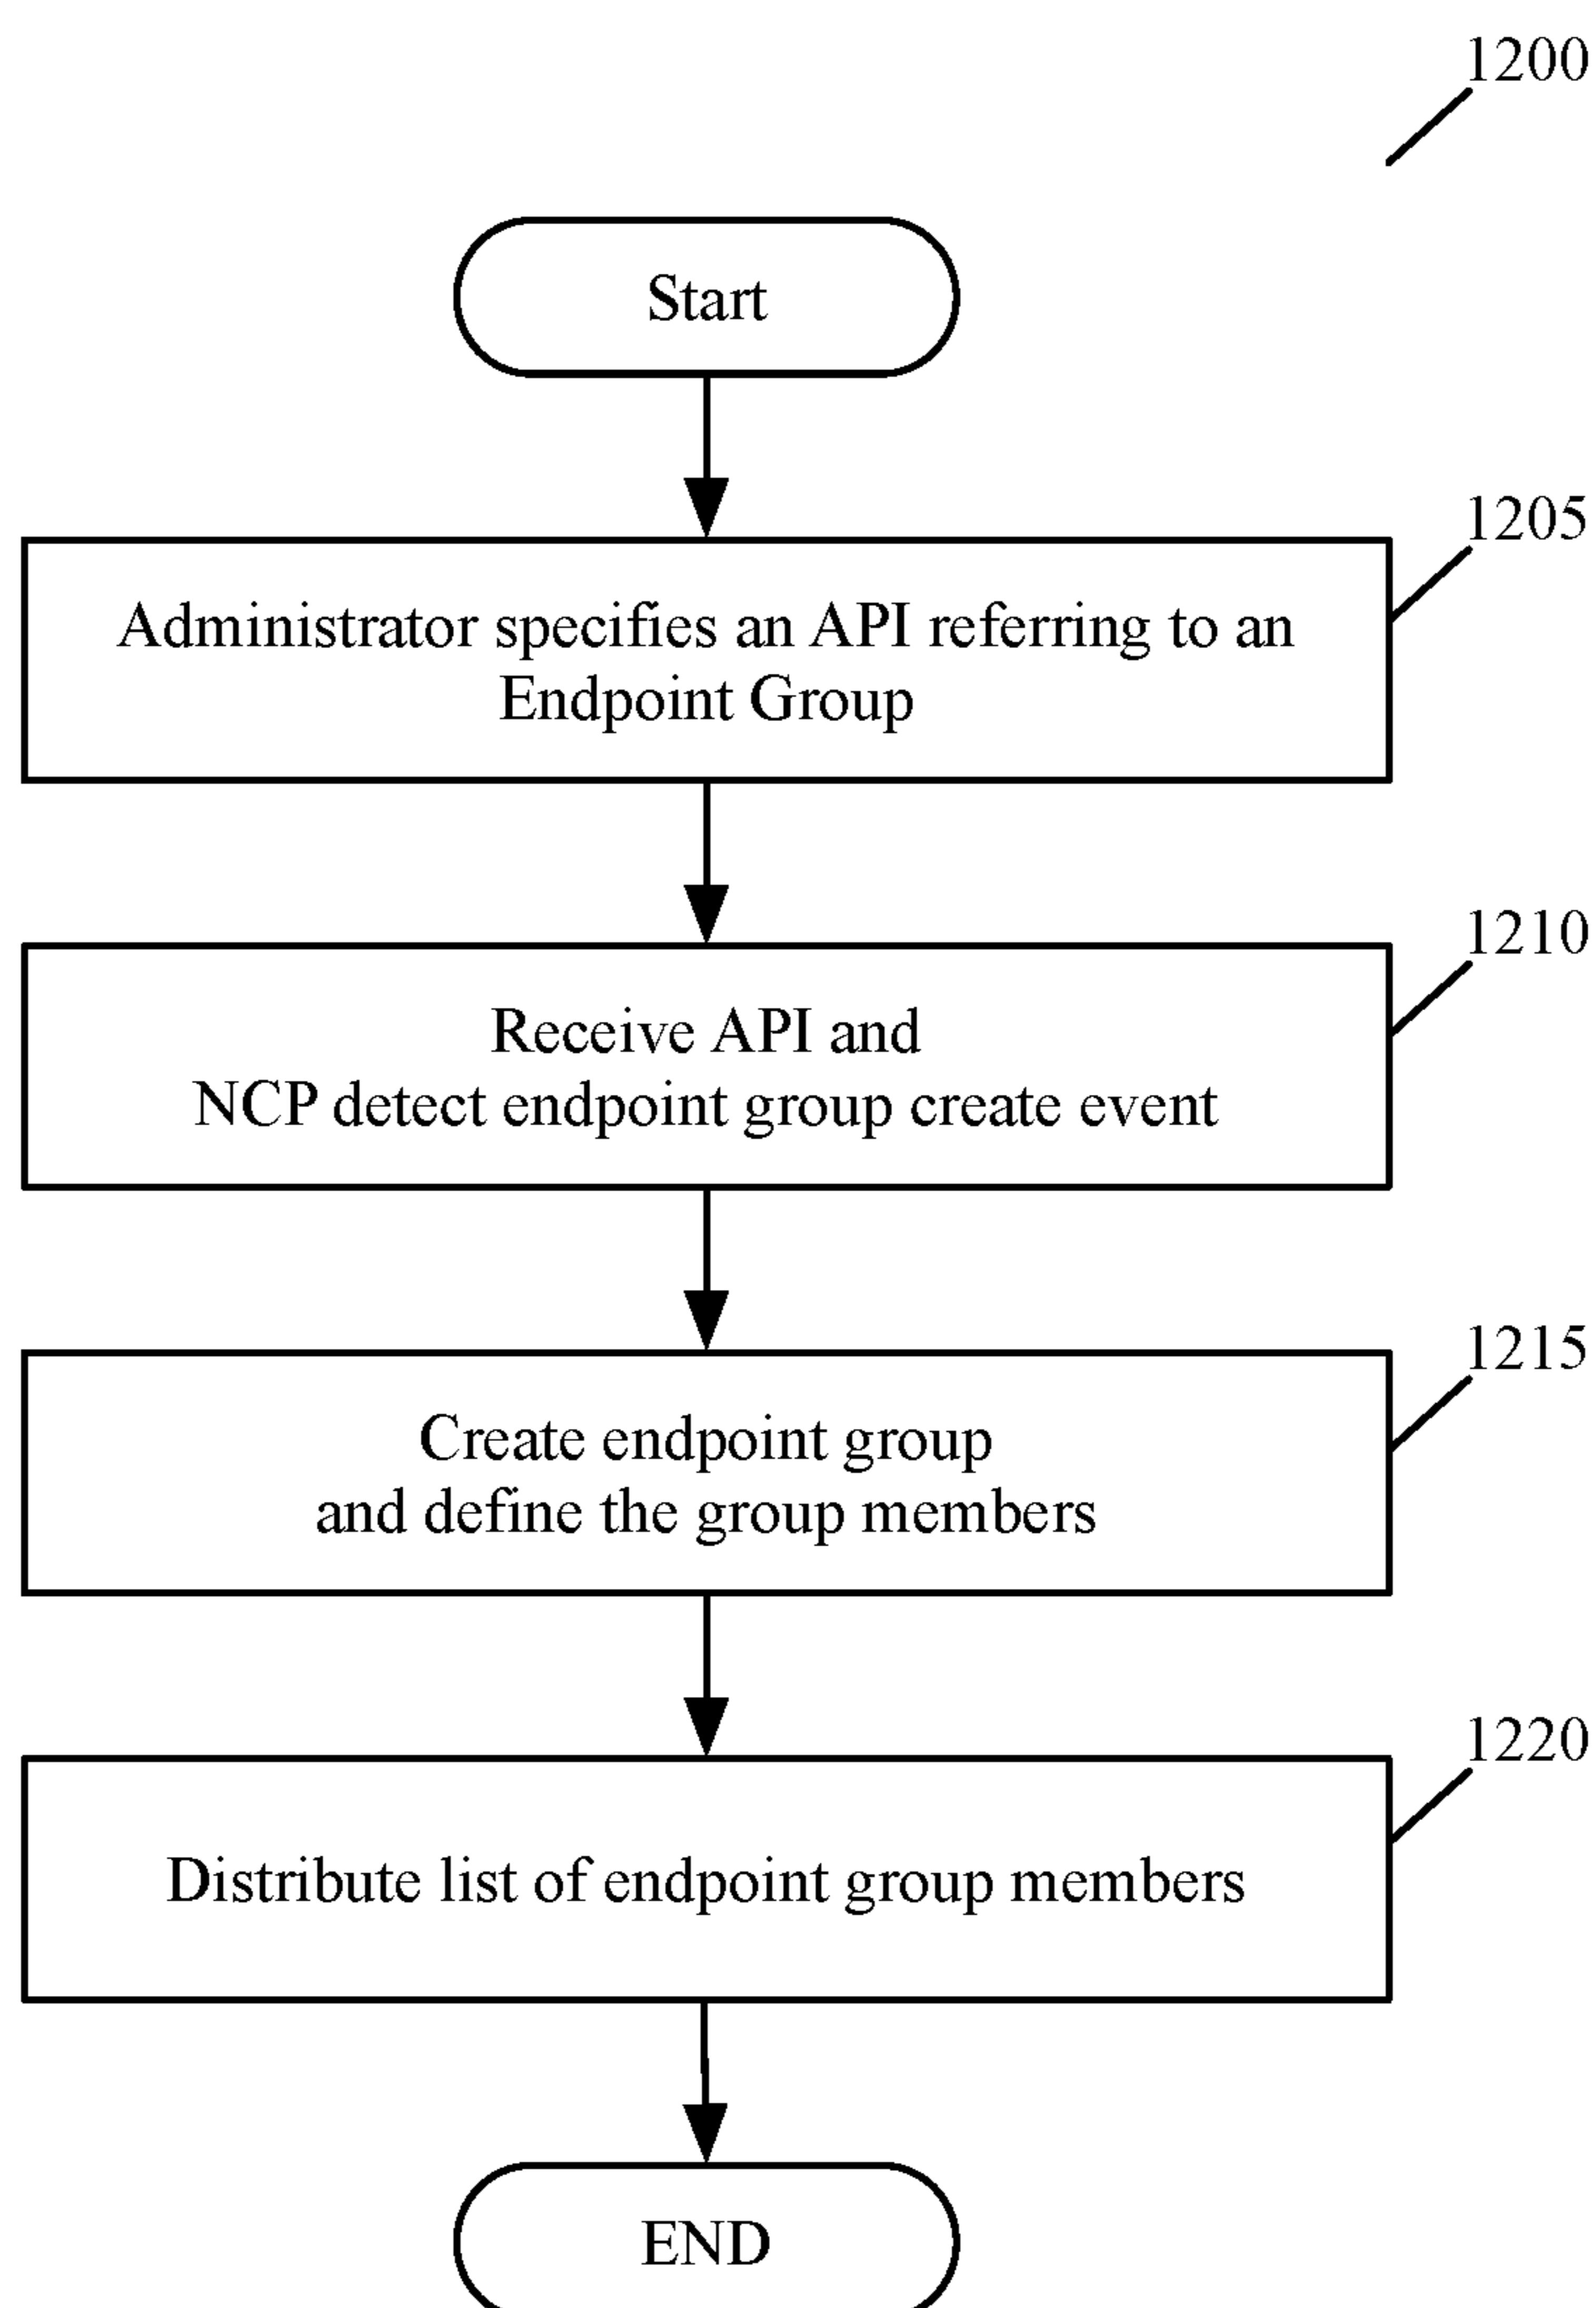 1200
Start
1205
Administrator specifies an API referring to an
Endpoint Group
1210
Receive API and
NCP detect endpoint group create event
1215
Create endpoint group
and define the group members
1220
Distribute list of endpoint group members
END